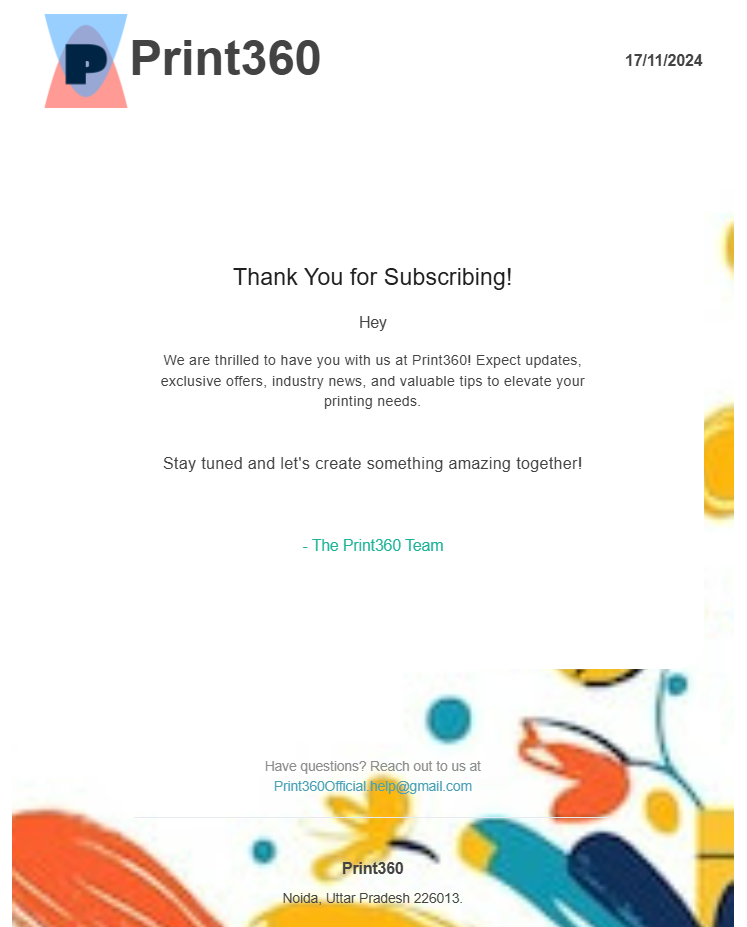 P Print360
17/11/2024
Thank You for Subscribing!
Hey
We are thrilled to have you with us at Print360! Expect updates,
exclusive offers, industry news, and valuable tips to elevate your
printing needs.
Stay tuned and let's create something amazing together!
- The Print360 Team
Have questions? Reach out to us at
Print360Official.help@gmail.com
Print360
Noida, Uttar Pradesh 226013.